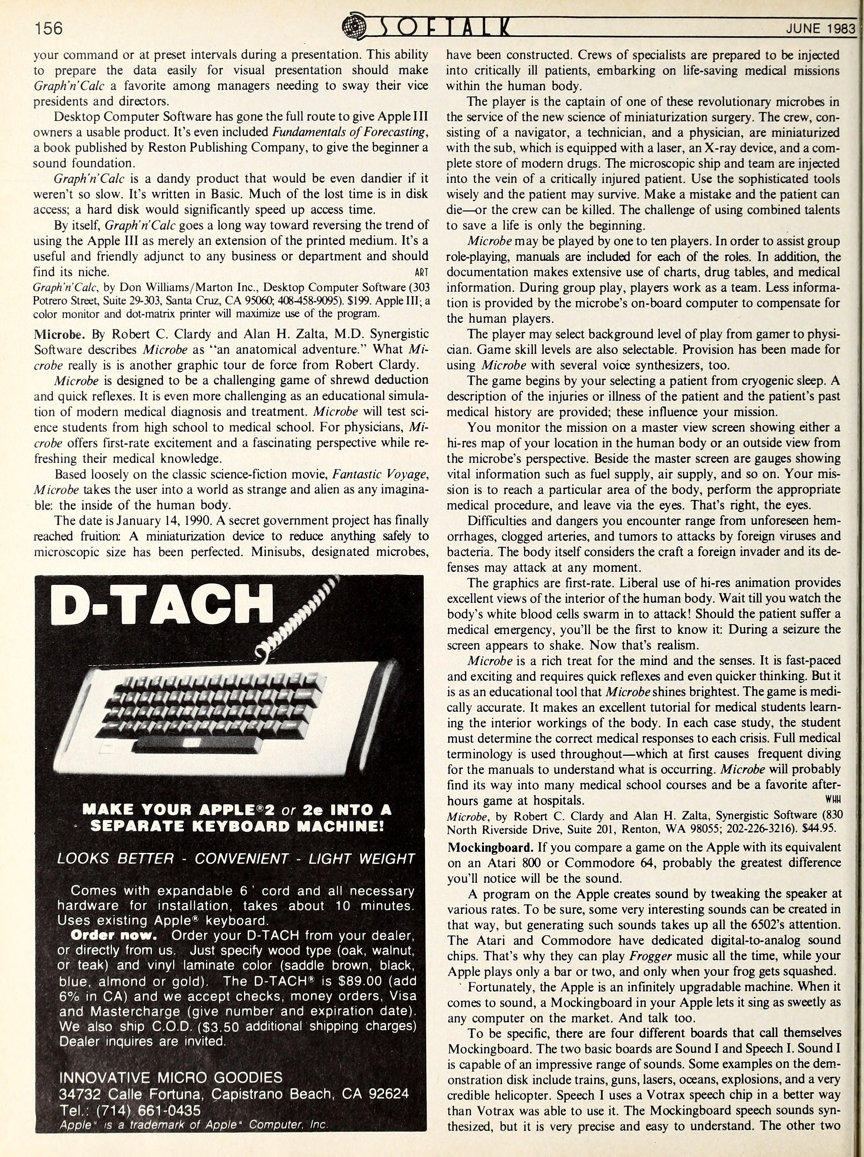 156
SOFTALK
JUNE 1983
your command or at preset intervals during a presentation. This ability
to prepare the data easily for visual presentation should make
Graph'n'Calc a favorite among managers needing to sway their vice
presidents and directors.
Desktop Computer Software has gone the full route to give Apple III
owners a usable product. It's even included Fundamentals of Forecasting,
a book published by Reston Publishing Company, to give the beginner a
sound foundation.
Graph'n'Calc is a dandy product that would be even dandier if it
weren't so slow. It's written in Basic. Much of the lost time is in disk
access; a hard disk would significantly speed up access time.
By itself, Graph'n'Calc goes a long way toward reversing the trend of
using the Apple III as merely an extension of the printed medium. It's a
useful and friendly adjunct to any business or department and should
find its niche. ART
Graph'n'Calc, by Don Williams/Marton Inc., Desktop Computer Software (303
Potrero Street, Suite 29-303, Santa Cruz, CA 95060; 408-458-9095). $199. Apple III; a
color monitor and dot-matrix printer will maximize use of the program.
Microbe. By Robert C. Clardy and Alan H. Zalta, M.D. Synergistic
Software describes Microbe as "an anatomical adventure." What Mi-
crobe really is is another graphic tour de force from Robert Clardy.
Microbe is designed to be a challenging game of shrewd deduction
and quick reflexes. It is even more challenging as an educational simula-
tion of modern medical diagnosis and treatment. Microbe will test sci-
ence students from high school to medical school. For physicians, Mi-
crobe offers first-rate excitement and a fascinating perspective while re-
freshing their medical knowledge.
Based loosely on the classic science-fiction movie, Fantastic Voyage,
Microbe takes the user into a world as strange and alien as any imagina-
ble: the inside of the human body.
The date is January 14, 1990. A secret government project has finally
reached fruition: A miniaturization device to reduce anything safely to
microscopic size has been perfected. Minisubs, designated microbes,
D-TACH
MAKE YOUR APPLE®2 or 2e INTO A
SEPARATE KEYBOARD MACHINE!
LOOKS BETTER - CONVENIENT - LIGHT WEIGHT
Comes with expandable 6' cord and all necessary
hardware for installation, takes about 10 minutes.
Uses existing Apple® keyboard.
Order now. Order your D-TACH from your dealer,
or directly from us. Just specify wood type (oak, walnut,
or teak) and vinyl laminate color (saddle brown, black,
blue, almond or gold). The D-TACH® is $89.00 (add
6% in CA) and we accept checks, money orders, Visa
and Mastercharge (give number and expiration date).
We also ship C.O.D. ($3.50 additional shipping charges)
Dealer inquires are invited.
INNOVATIVE MICRO GOODIES
34732 Calle Fortuna, Capistrano Beach, CA 92624
Tel.: (714) 661-0435
Apple® is a trademark of Apple® Computer, Inc.
have been constructed. Crews of specialists are prepared to be injected
into critically ill patients, embarking on life-saving medical missions
within the human body.
The player is the captain of one of these revolutionary microbes in
the service of the new science of miniaturization surgery. The crew, con-
sisting of a navigator, a technician, and a physician, are miniaturized
with the sub, which is equipped with a laser, an X-ray device, and a com-
plete store of modern drugs. The microscopic ship and team are injected
into the vein of a critically injured patient. Use the sophisticated tools
wisely and the patient may survive. Make a mistake and the patient can
die—or the crew can be killed. The challenge of using combined talents
to save a life is only the beginning.
Microbe may be played by one to ten players. In order to assist group
role-playing, manuals are included for each of the roles. In addition, the
documentation makes extensive use of charts, drug tables, and medical
information. During group play, players work as a team. Less informa-
tion is provided by the microbe's on-board computer to compensate for
the human players.
The player may select background level of play from gamer to physi-
cian. Game skill levels are also selectable. Provision has been made for
using Microbe with several voice synthesizers, too.
The game begins by your selecting a patient from cryogenic sleep. A
description of the injuries or illness of the patient and the patient's past
medical history are provided; these influence your mission.
You monitor the mission on a master view screen showing either a
hi-res map of your location in the human body or an outside view from
the microbe's perspective. Beside the master screen are gauges showing
vital information such as fuel supply, air supply, and so on. Your mis-
sion is to reach a particular area of the body, perform the appropriate
medical procedure, and leave via the eyes. That's right, the eyes.
Difficulties and dangers you encounter range from unforeseen hem-
orrhages, clogged arteries, and tumors to attacks by foreign viruses and
bacteria. The body itself considers the craft a foreign invader and its de-
fenses may attack at any moment.
The graphics are first-rate. Liberal use of hi-res animation provides
excellent views of the interior of the human body. Wait till you watch the
body's white blood cells swarm in to attack! Should the patient suffer a
medical emergency, you'll be the first to know it: During a seizure the
screen appears to shake. Now that's realism.
Microbe is a rich treat for the mind and the senses. It is fast-paced
and exciting and requires quick reflexes and even quicker thinking. But it
is as an educational tool that Microbe shines brightest. The game is medi-
cally accurate. It makes an excellent tutorial for medical students learn-
ing the interior workings of the body. In each case study, the student
must determine the correct medical responses to each crisis. Full medical
terminology is used throughout—which at first causes frequent diving
for the manuals to understand what is occurring. Microbe will probably
find its way into many medical school courses and be a favorite after-
hours game at hospitals. WHH
Microbe, by Robert C. Clardy and Alan H. Zalta, Synergistic Software (830
North Riverside Drive, Suite 201, Renton, WA 98055; 202-226-3216). $44.95.
Mockingboard. If you compare a game on the Apple with its equivalent
on an Atari 800 or Commodore 64, probably the greatest difference
you'll notice will be the sound.
A program on the Apple creates sound by tweaking the speaker at
various rates. To be sure, some very interesting sounds can be created in
that way, but generating such sounds takes up all the 6502's attention.
The Atari and Commodore have dedicated digital-to-analog sound
chips. That's why they can play Frogger music all the time, while your
Apple plays only a bar or two, and only when your frog gets squashed.
Fortunately, the Apple is an infinitely upgradable machine. When it
comes to sound, a Mockingboard in your Apple lets it sing as sweetly as
any computer on the market. And talk too.
To be specific, there are four different boards that call themselves
Mockingboard. The two basic boards are Sound I and Speech I. Sound I
is capable of an impressive range of sounds. Some examples on the dem-
onstration disk include trains, guns, lasers, oceans, explosions, and a very
credible helicopter. Speech I uses a Votrax speech chip in a better way
than Votrax was able to use it. The Mockingboard speech sounds syn-
thesized, but it is very precise and easy to understand. The other two